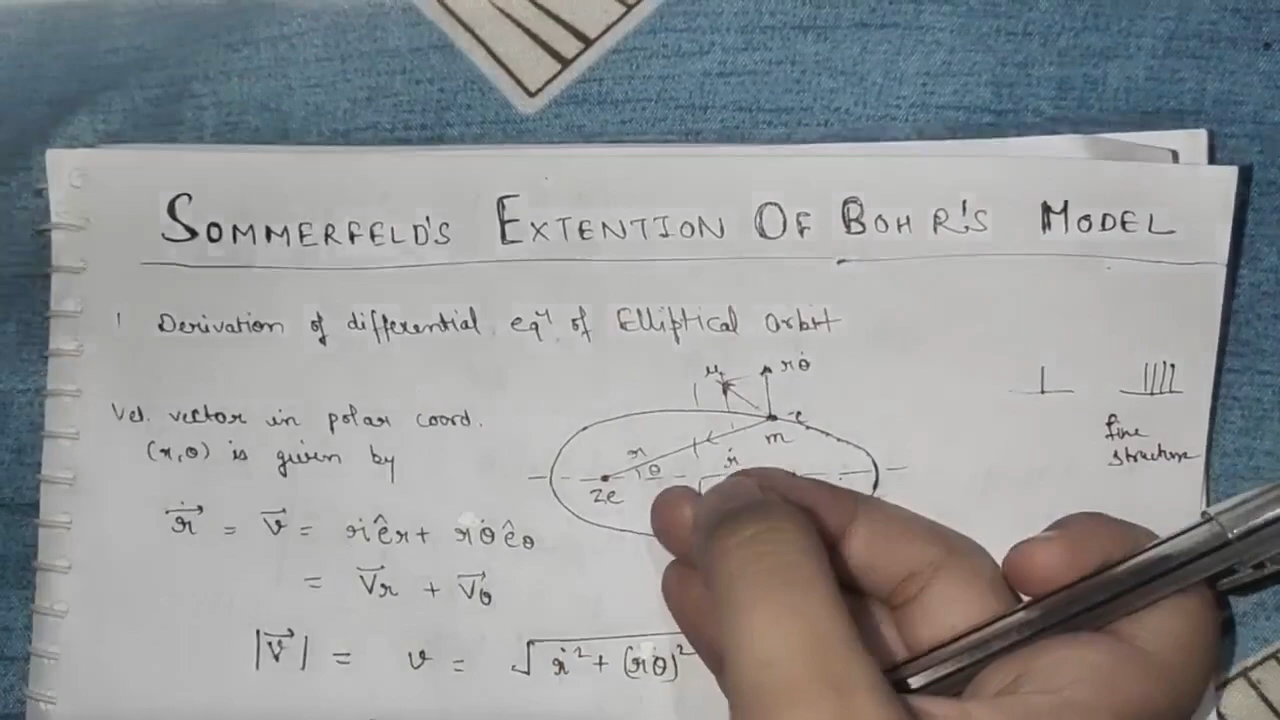 SOMMERFELD'S EXTENTION OF BOHR'S MODEL
1 Derivation of differential eqⁿ of Elliptical orbit
Vel. vector in polar coord.
(r,θ) is given by
rθ̇
-e
m
r
θ
ṙ
Ze
fine
structure
r⃗̇ = v⃗ = ṙêr + rθ̇êθ
= V⃗r + V⃗θ
|v⃗| = v = √ṙ² + (rθ̇)²